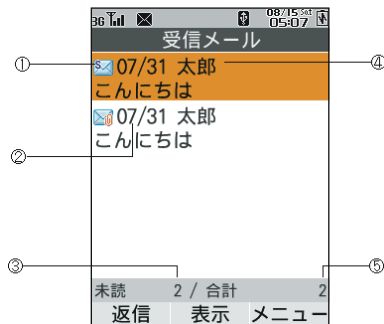 3G 08/15 Sat 05:07
受信メール
① S 07/31 太郎 ④
こんにちは
07/31 太郎
②
こんにちは
③ ⑤
未読 2 / 合計 2
返信 表示 メニュー